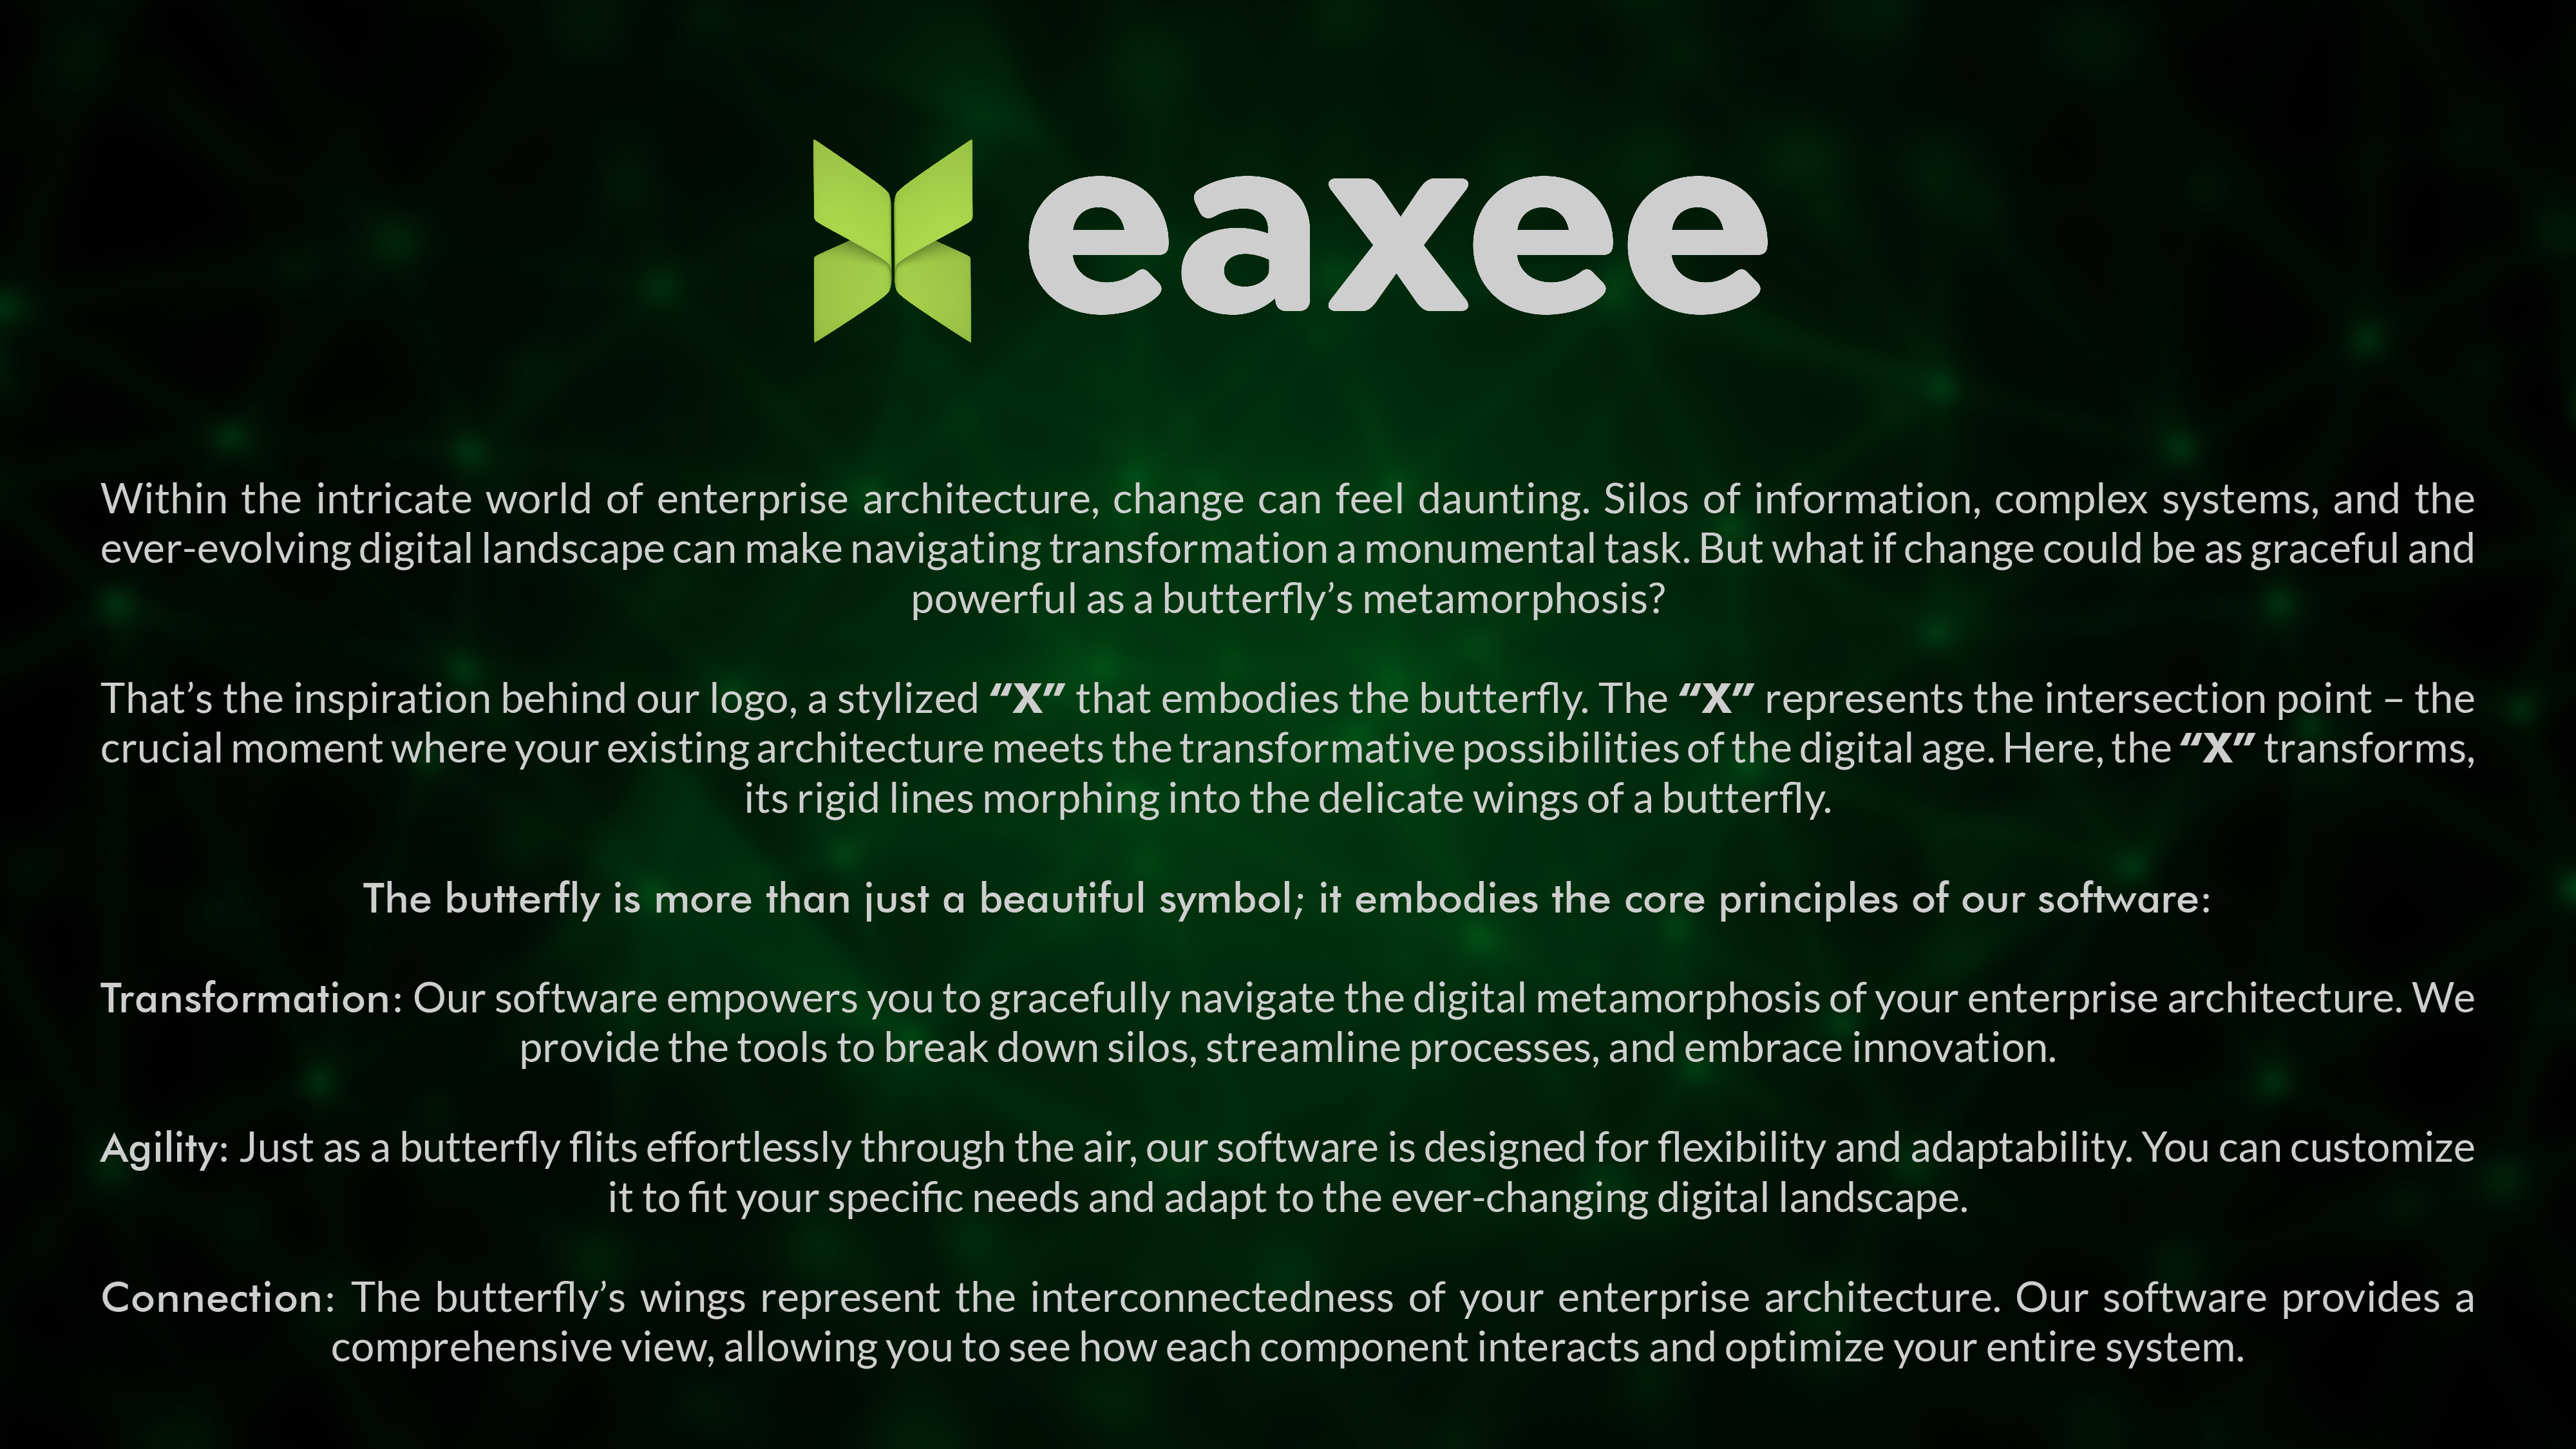 eaxee
Within the intricate world of enterprise architecture, change can feel daunting. Silos of information, complex systems, and the
ever-evolving digital landscape can make navigating transformation a monumental task. But what if change could be as graceful and
powerful as a butterfly’s metamorphosis?
That’s the inspiration behind our logo, a stylized “X” that embodies the butterfly. The “X” represents the intersection point – the
crucial moment where your existing architecture meets the transformative possibilities of the digital age. Here, the “X” transforms,
its rigid lines morphing into the delicate wings of a butterfly.
The butterfly is more than just a beautiful symbol; it embodies the core principles of our software:
Transformation: Our software empowers you to gracefully navigate the digital metamorphosis of your enterprise architecture. We
provide the tools to break down silos, streamline processes, and embrace innovation.
Agility: Just as a butterfly flits effortlessly through the air, our software is designed for flexibility and adaptability. You can customize
it to fit your specific needs and adapt to the ever-changing digital landscape.
Connection: The butterfly’s wings represent the interconnectedness of your enterprise architecture. Our software provides a
comprehensive view, allowing you to see how each component interacts and optimize your entire system.